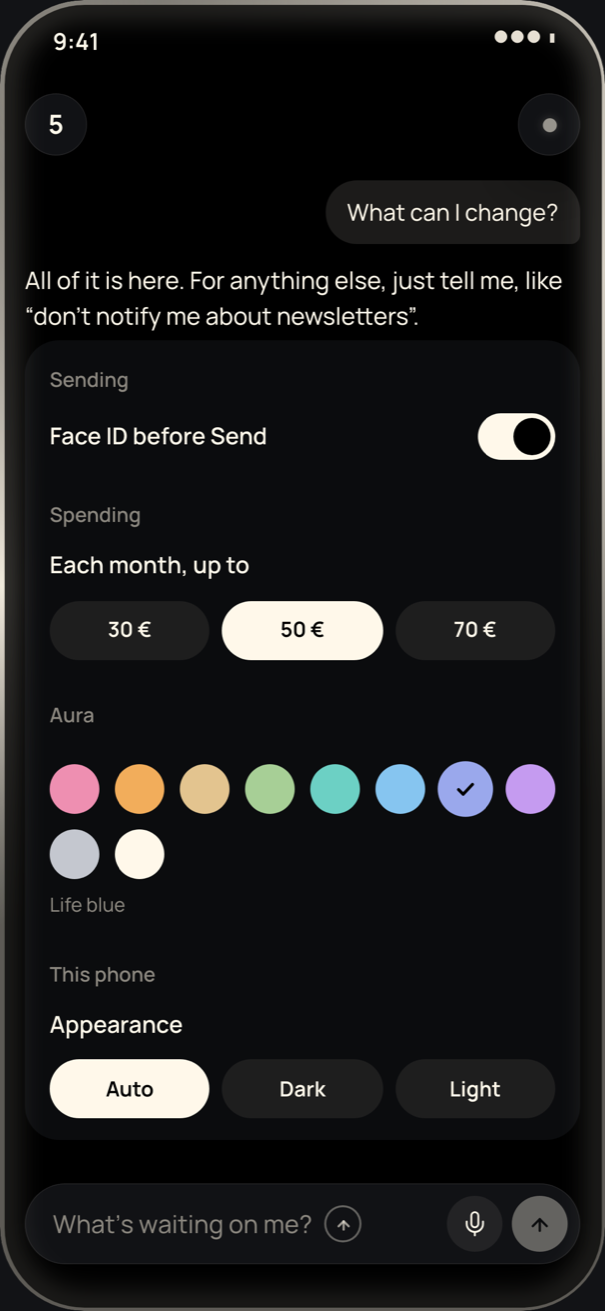 9:41
5
What can I change?
All of it is here. For anything else, just tell me, like
“don’t notify me about newsletters”.
Sending
Face ID before Send
Spending
Each month, up to
30 €
50 €
70 €
Aura
Life blue
This phone
Appearance
Auto
Dark
Light
What’s waiting on me?